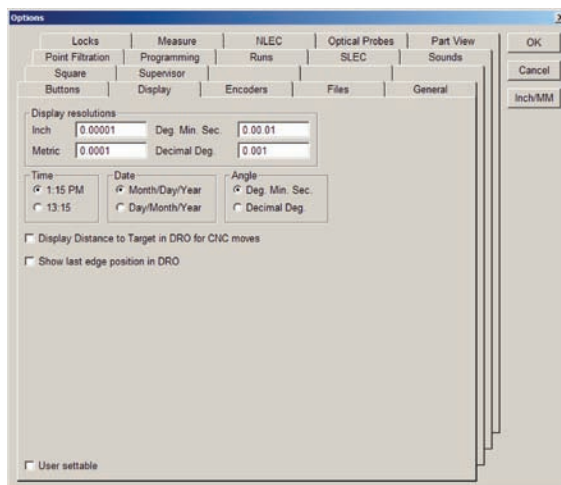 Options
Locks Measure NLEC Optical Probes Part View
Point Filtration Programming Runs SLEC Sounds
Square Supervisor
Buttons Display Encoders Files General
OK
Cancel
Inch/MM
Display resolutions
Inch 0.00001 Deg. Min. Sec. 0.00.01
Metric 0.0001 Decimal Deg. 0.001
Time Date Angle
1:15 PM Month/Day/Year Deg. Min. Sec.
13:15 Day/Month/Year Decimal Deg.
Display Distance to Target in DRO for CNC moves
Show last edge position in DRO
User settable